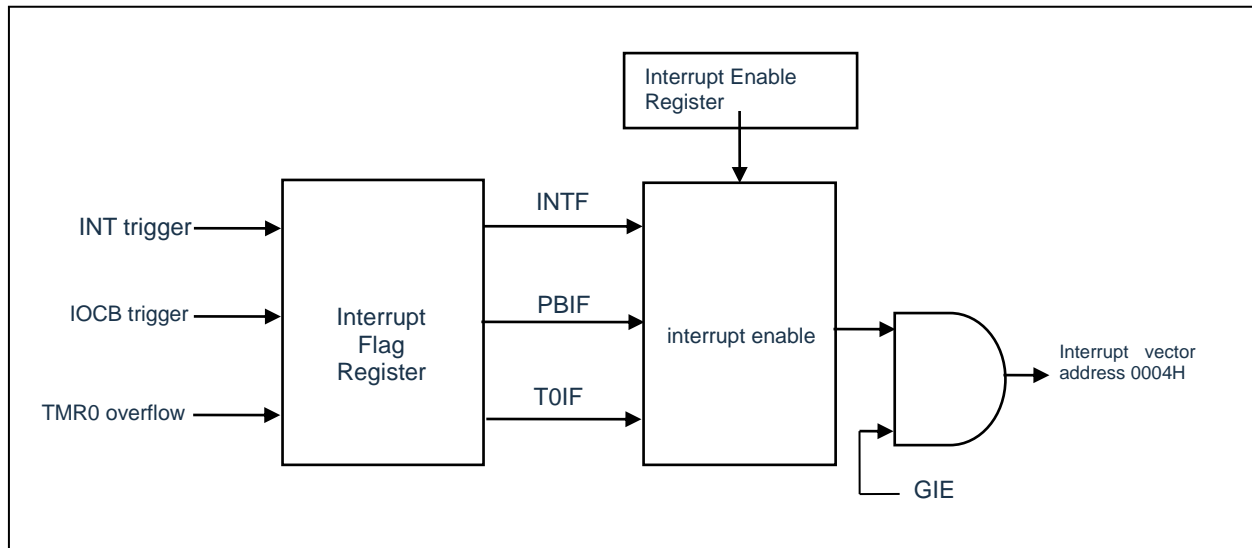 Interrupt Enable
Register
INT trigger
IOCB trigger
TMR0 overflow
Interrupt
Flag
Register
INTF
PBIF
T0IF
interrupt enable
GIE
Interrupt vector
address 0004H